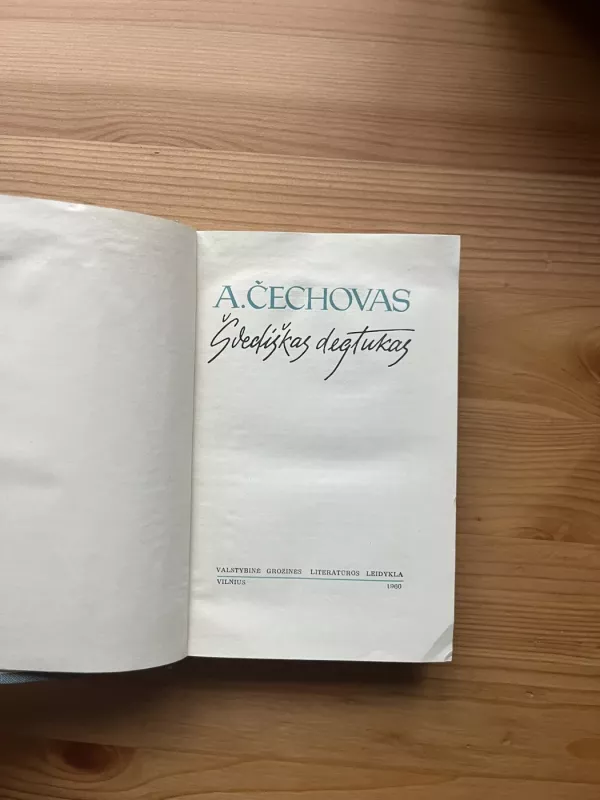 A. ČECHOVAS
Švediškas degtukas
VALSTYBINĖ GROŽINĖS LITERATŪROS LEIDYKLA
VILNIUS 1960